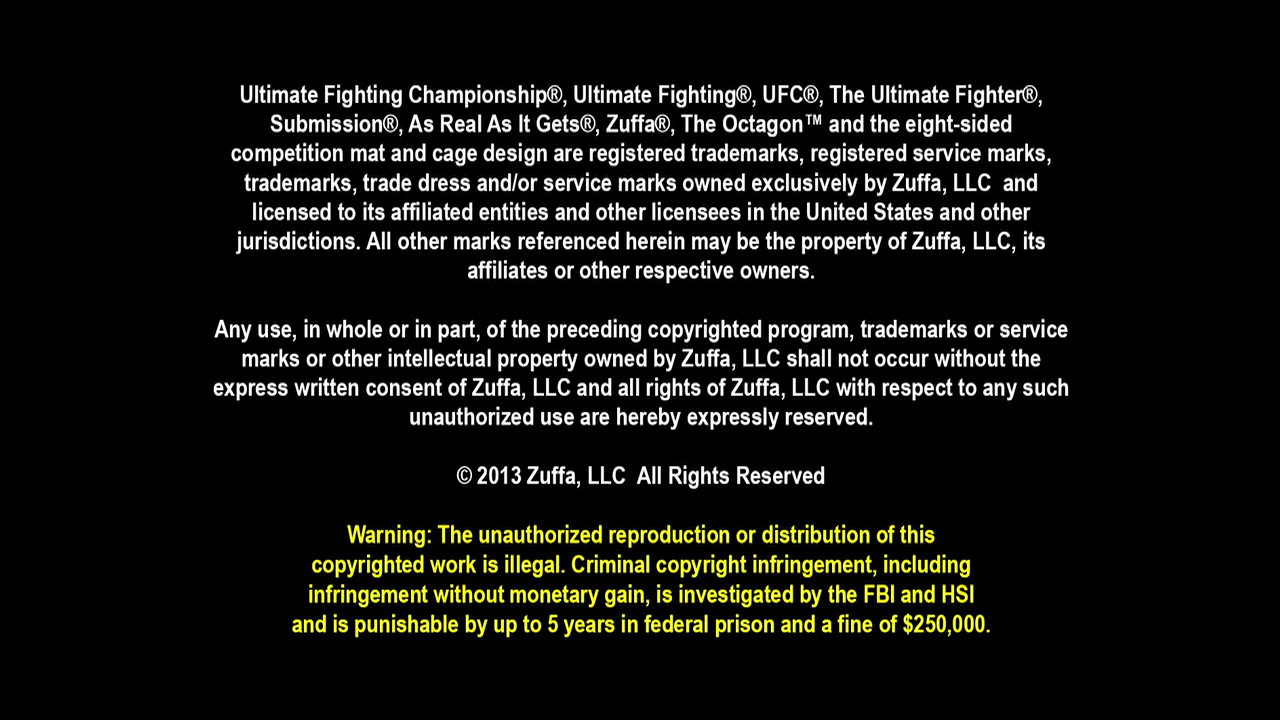 Ultimate Fighting Championship®, Ultimate Fighting®, UFC®, The Ultimate Fighter®,
Submission®, As Real As It Gets®, Zuffa®, The Octagon™ and the eight-sided
competition mat and cage design are registered trademarks, registered service marks,
trademarks, trade dress and/or service marks owned exclusively by Zuffa, LLC  and
licensed to its affiliated entities and other licensees in the United States and other
jurisdictions. All other marks referenced herein may be the property of Zuffa, LLC, its
affiliates or other respective owners.
Any use, in whole or in part, of the preceding copyrighted program, trademarks or service
marks or other intellectual property owned by Zuffa, LLC shall not occur without the
express written consent of Zuffa, LLC and all rights of Zuffa, LLC with respect to any such
unauthorized use are hereby expressly reserved.
© 2013 Zuffa, LLC  All Rights Reserved
Warning: The unauthorized reproduction or distribution of this
copyrighted work is illegal. Criminal copyright infringement, including
infringement without monetary gain, is investigated by the FBI and HSI
and is punishable by up to 5 years in federal prison and a fine of $250,000.